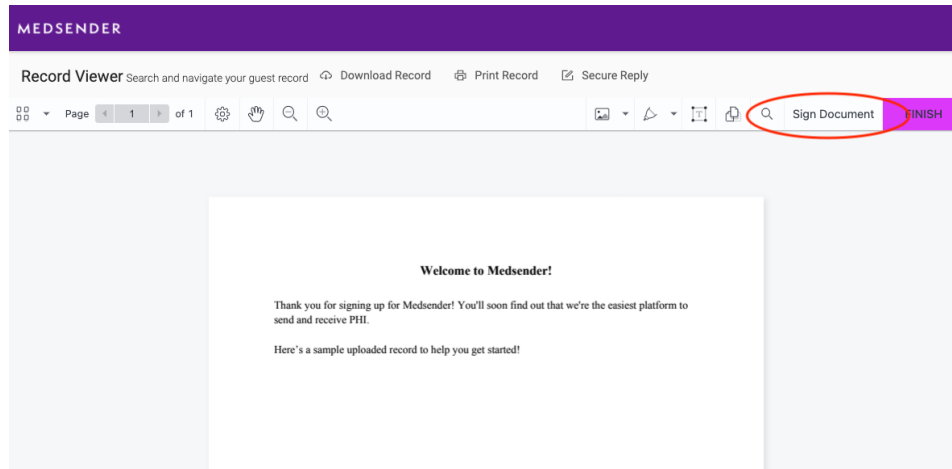 MEDSENDER
Record Viewer Search and navigate your guest record Download Record Print Record Secure Reply
Page 1 of 1 T Sign Document FINISH
Welcome to Medsender!
Thank you for signing up for Medsender! You'll soon find out that we're the easiest platform to
send and receive PHI.
Here's a sample uploaded record to help you get started!